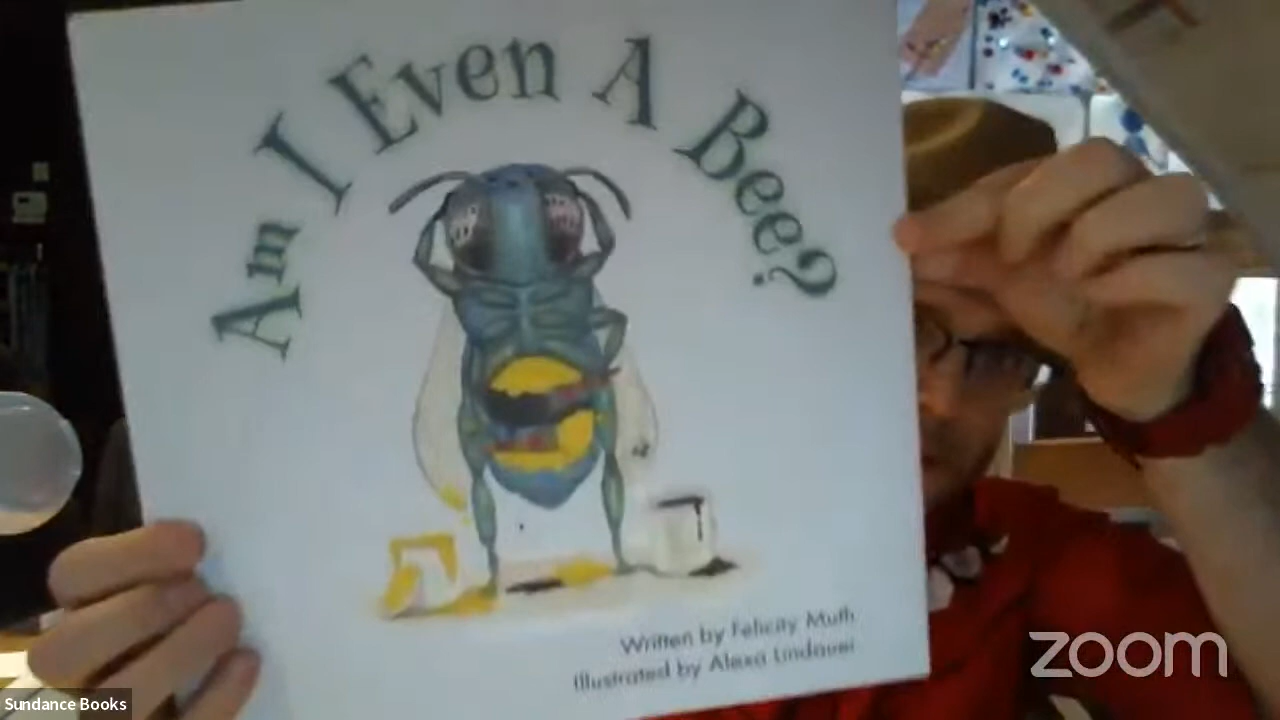 Am I Even A Bee?
Written by Felicity Muth
Illustrated by Alexa Lindauer
zoom
Sundance Books